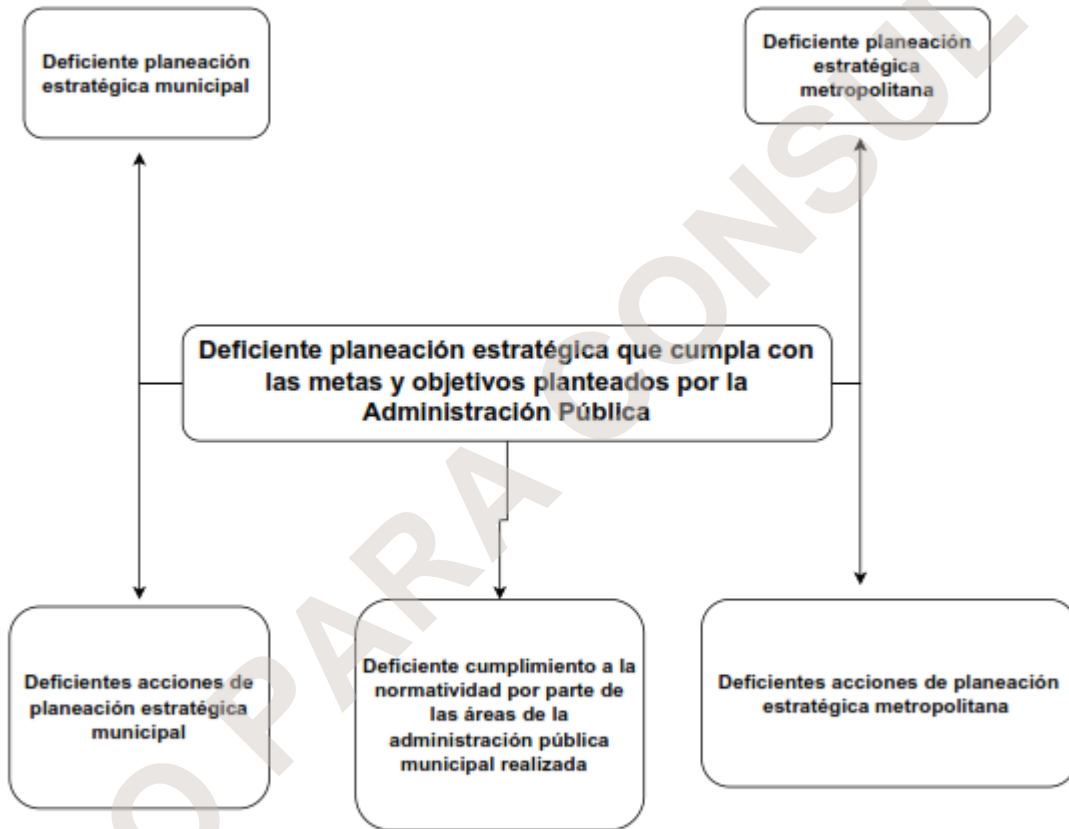 Deficiente planeación
estratégica municipal
Deficiente planeación
estratégica
metropolitana
Deficiente planeación estratégica que cumpla con
las metas y objetivos planteados por la
Administración Pública
Deficientes acciones de
planeación estratégica
municipal
Deficiente cumplimiento a la
normatividad por parte de
las áreas de la
administración pública
municipal realizada
Deficientes acciones de planeación
estratégica metropolitana
O PARA CONSUL